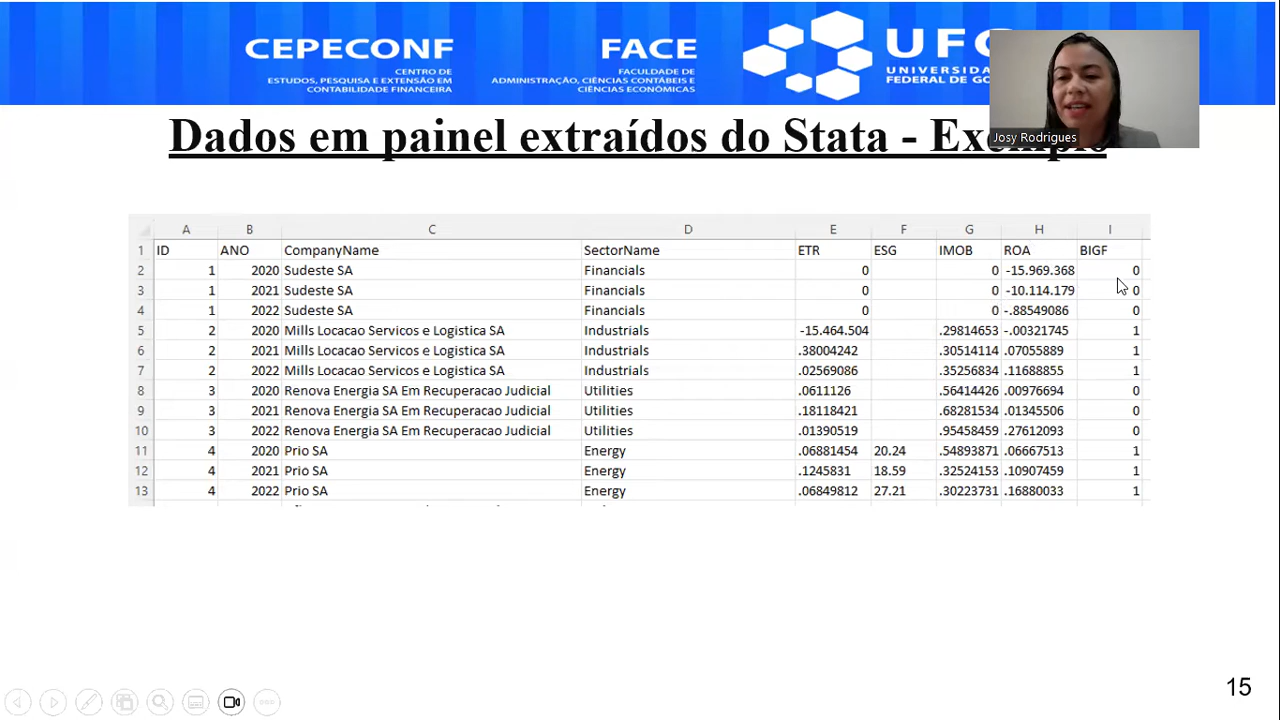 CEPECONF
CENTRO DE
ESTUDOS, PESQUISA E EXTENSÃO EM
CONTABILIDADE FINANCEIRA
FACE
FACULDADE DE
ADMINISTRAÇÃO, CIÊNCIAS CONTÁBEIS E
CIÊNCIAS ECONÔMICAS
Josy Rodrigues
Dados em painel extraídos do Stata -
A B C D E F G H I
1 ID ANO CompanyName SectorName ETR ESG IMOB ROA BIGF
2 1 2020 Sudeste SA Financials 0 0 -15.969.368 0
3 1 2021 Sudeste SA Financials 0 0 -10.114.179 0
4 1 2022 Sudeste SA Financials 0 0 -.88549086 0
5 2 2020 Mills Locacao Servicos e Logistica SA Industrials -15.464.504 .29814653 -.00321745 1
6 2 2021 Mills Locacao Servicos e Logistica SA Industrials .38004242 .30514114 .07055889 1
7 2 2022 Mills Locacao Servicos e Logistica SA Industrials .02569086 .35256834 .11688855 1
8 3 2020 Renova Energia SA Em Recuperacao Judicial Utilities .0611126 .56414426 .00976694 0
9 3 2021 Renova Energia SA Em Recuperacao Judicial Utilities .18118421 .68281534 .01345506 0
10 3 2022 Renova Energia SA Em Recuperacao Judicial Utilities .01390519 .95458459 .27612093 0
11 4 2020 Prio SA Energy .06881454 20.24 .54893871 .06667513 1
12 4 2021 Prio SA Energy .1245831 18.59 .32524153 .10907459 1
13 4 2022 Prio SA Energy .06849812 27.21 .30223731 .16880033 1
15